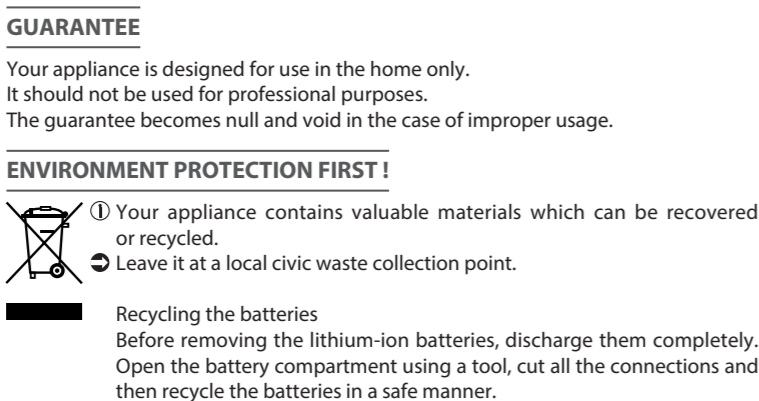 GUARANTEE
Your appliance is designed for use in the home only.
It should not be used for professional purposes.
The guarantee becomes null and void in the case of improper usage.
ENVIRONMENT PROTECTION FIRST !
Your appliance contains valuable materials which can be recovered
or recycled.
Leave it at a local civic waste collection point.
Recycling the batteries
Before removing the lithium-ion batteries, discharge them completely.
Open the battery compartment using a tool, cut all the connections and
then recycle the batteries in a safe manner.